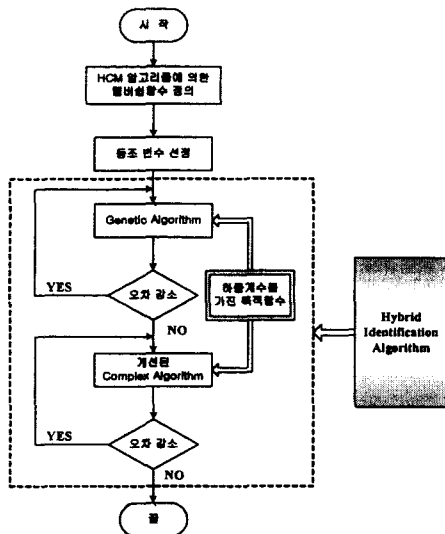 시 작
HCM 알고리즘에 의한
멤버쉽함수 정의
동조 변수 선정
Genetic Algorithm
YES
오차 감소
NO
하중계수를
가진 목적함수
Hybrid
Identification
Algorithm
개선된
Complex Algorithm
YES
오차 감소
NO
끝